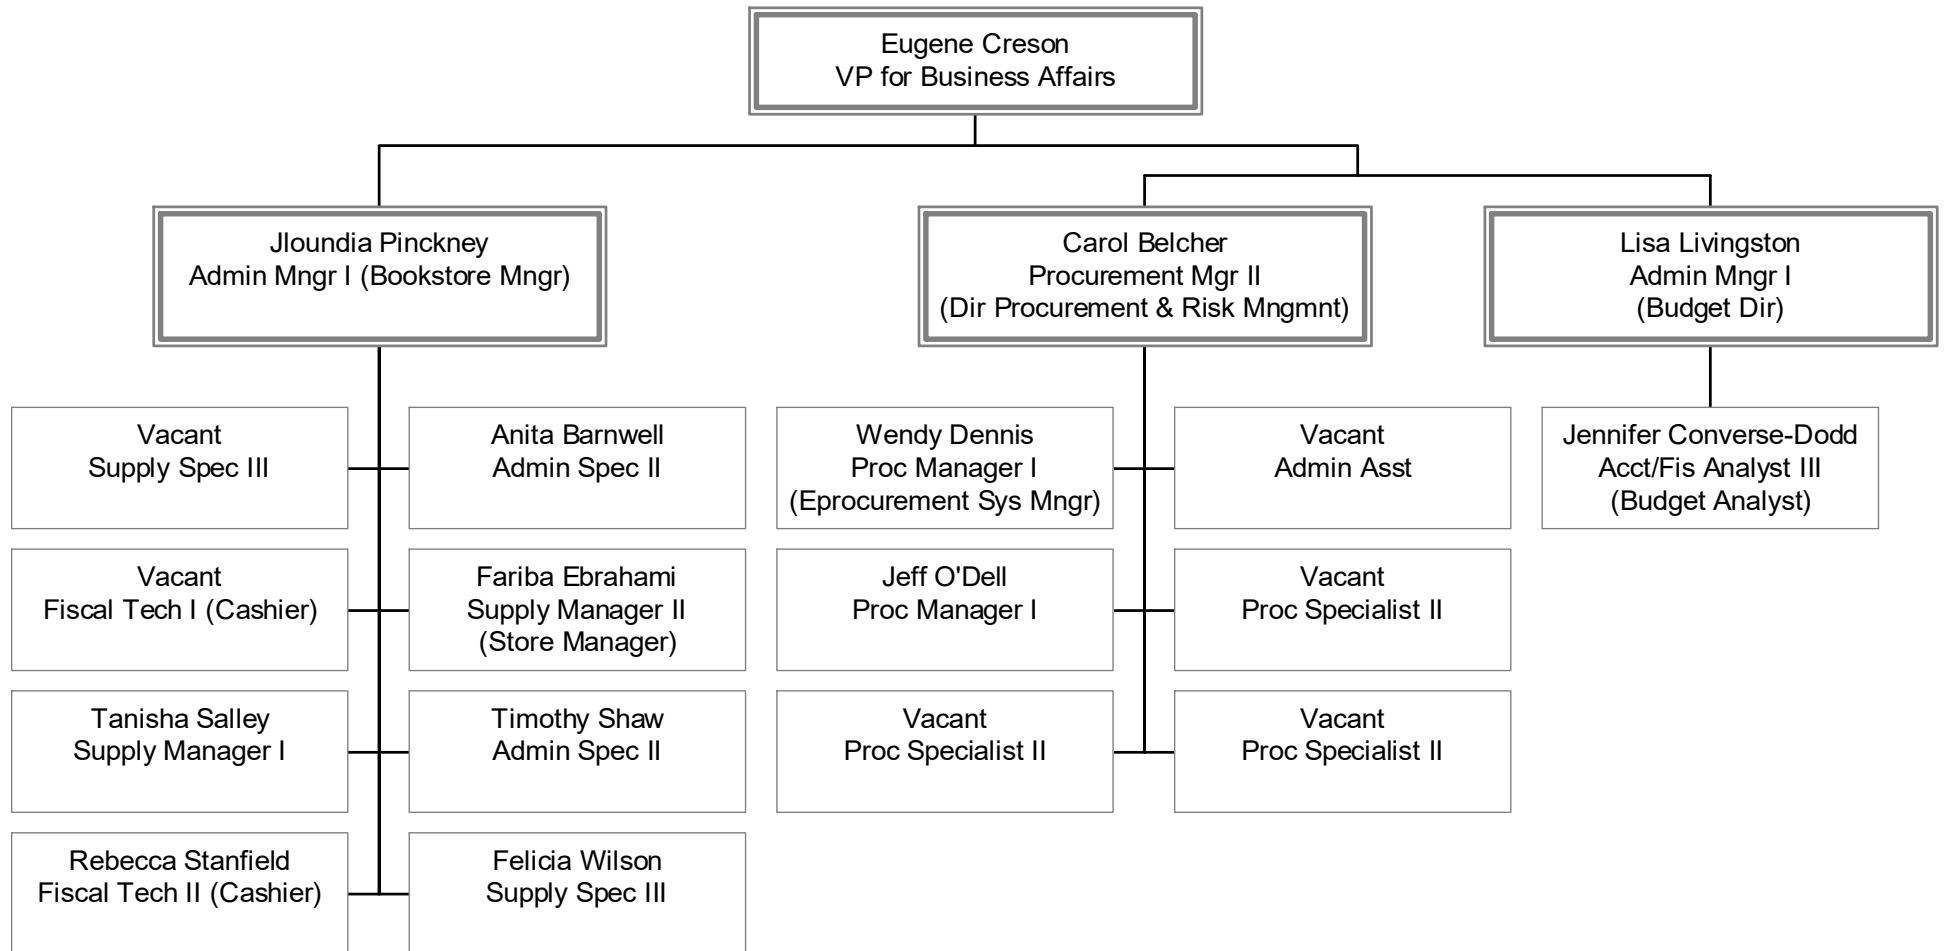 Eugene Creson
VP for Business Affairs
Jloundia Pinckney
Admin Mngr I (Bookstore Mngr)
Carol Belcher
Procurement Mgr II
(Dir Procurement & Risk Mngmnt)
Lisa Livingston
Admin Mngr I
(Budget Dir)
Vacant
Supply Spec III
Anita Barnwell
Admin Spec II
Wendy Dennis
Proc Manager I
(Eprocurement Sys Mngr)
Vacant
Admin Asst
Jennifer Converse-Dodd
Acct/Fis Analyst III
(Budget Analyst)
Vacant
Fiscal Tech I (Cashier)
Fariba Ebrahami
Supply Manager II
(Store Manager)
Jeff O'Dell
Proc Manager I
Vacant
Proc Specialist II
Tanisha Salley
Supply Manager I
Timothy Shaw
Admin Spec II
Vacant
Proc Specialist II
Vacant
Proc Specialist II
Rebecca Stanfield
Fiscal Tech II (Cashier)
Felicia Wilson
Supply Spec III